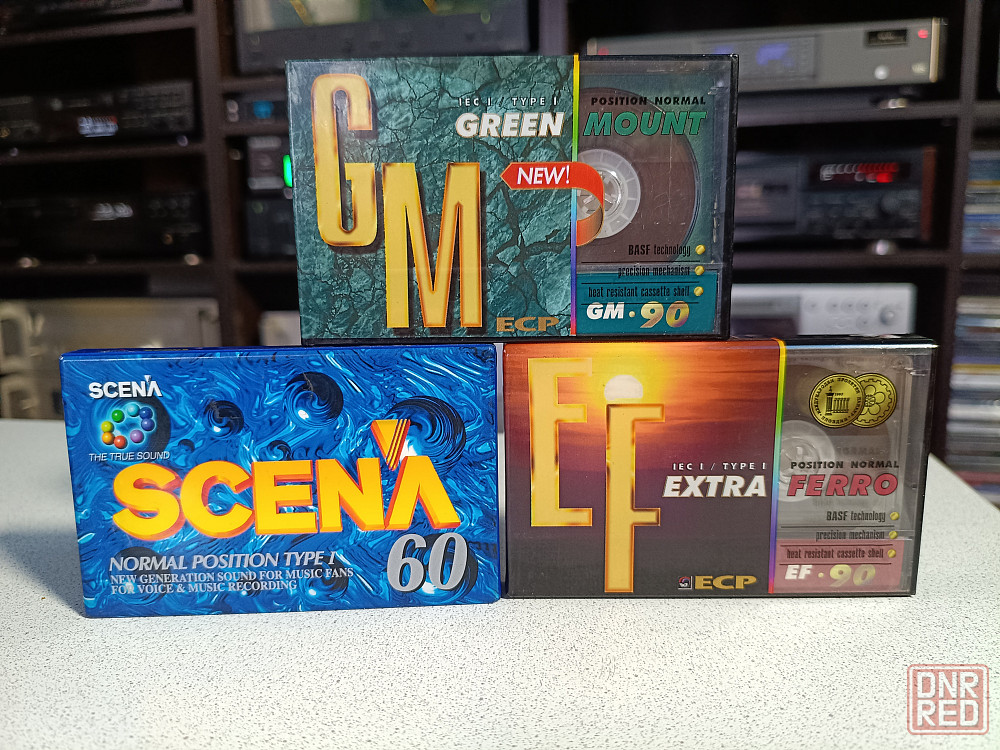 GM
IEC I / TYPE I
GREEN
POSITION NORMAL
MOUNT
NEW!
BASF technology
precision mechanism
heat resistant cassette shell
GM·90
ECP
SCENA
THE TRUE SOUND
SCENA
NORMAL POSITION TYPE I
NEW GENERATION SOUND FOR MUSIC FANS
FOR VOICE & MUSIC RECORDING
60
EF
IEC I / TYPE I
EXTRA
POSITION NORMAL
FERRO
BASF technology
precision mechanism
heat resistant cassette shell
EF·90
ECP
DNR
RED